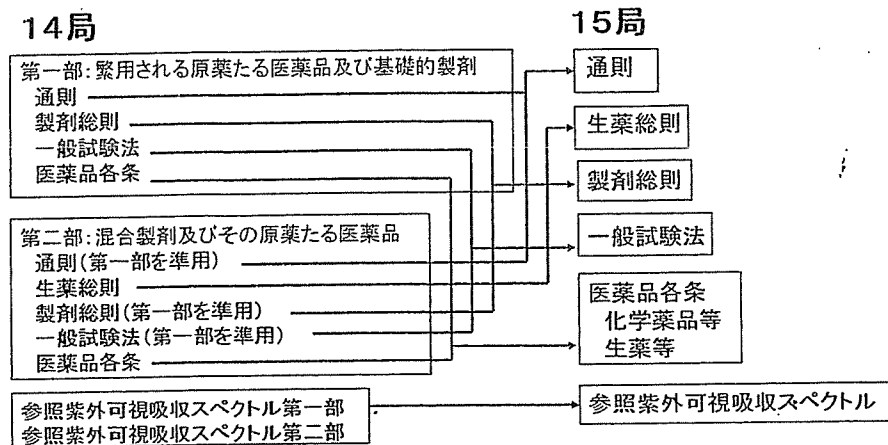 14局
第一部:繁用される原薬たる医薬品及び基礎的製剤
通則
製剤総則
一般試験法
医薬品各条
第二部:混合製剤及びその原薬たる医薬品
通則(第一部を準用)
生薬総則
製剤総則(第一部を準用)
一般試験法(第一部を準用)
医薬品各条
参照紫外可視吸収スペクトル第一部
参照紫外可視吸収スペクトル第二部
15局
通則
生薬総則
製剤総則
一般試験法
医薬品各条
化学薬品等
生薬等
参照紫外可視吸収スペクトル